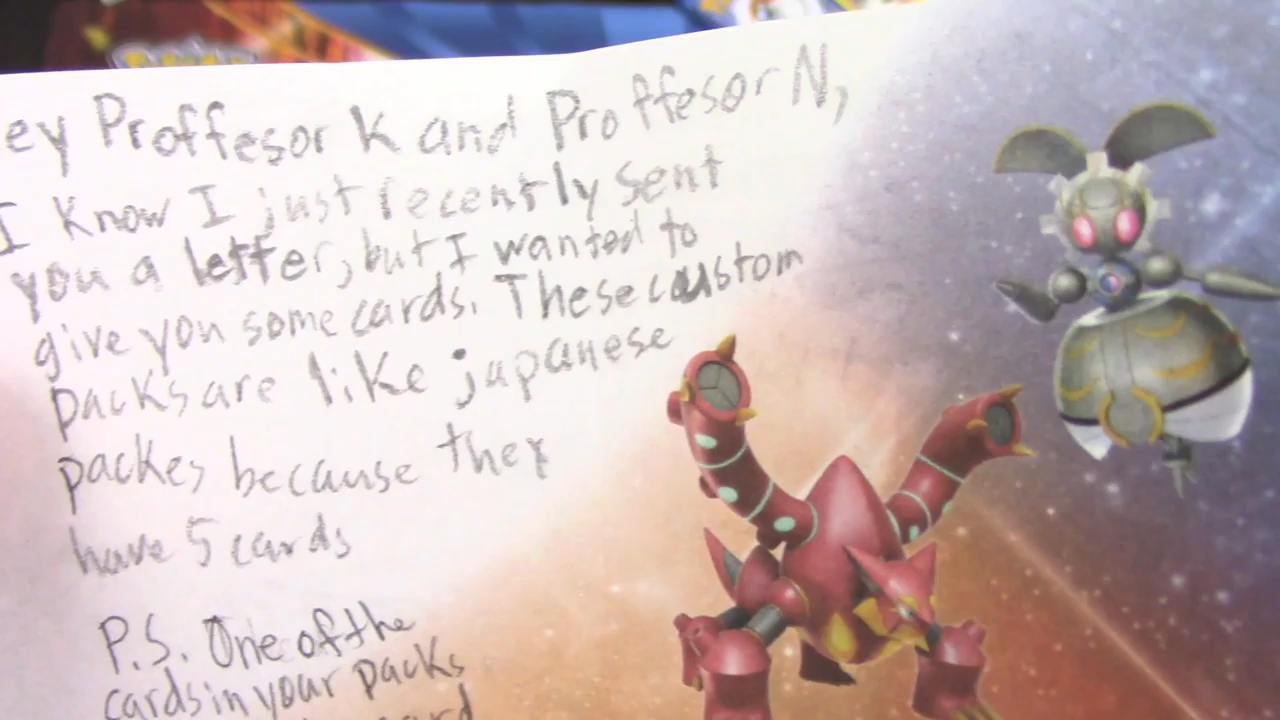 ey Proffesor K and Proffesor N,
I know I just recently sent
you a letter, but I wanted to
give you some cards. These custom
packs are like japanese
packes because they
have 5 cards
P.S. One of the
cards in your packs
card